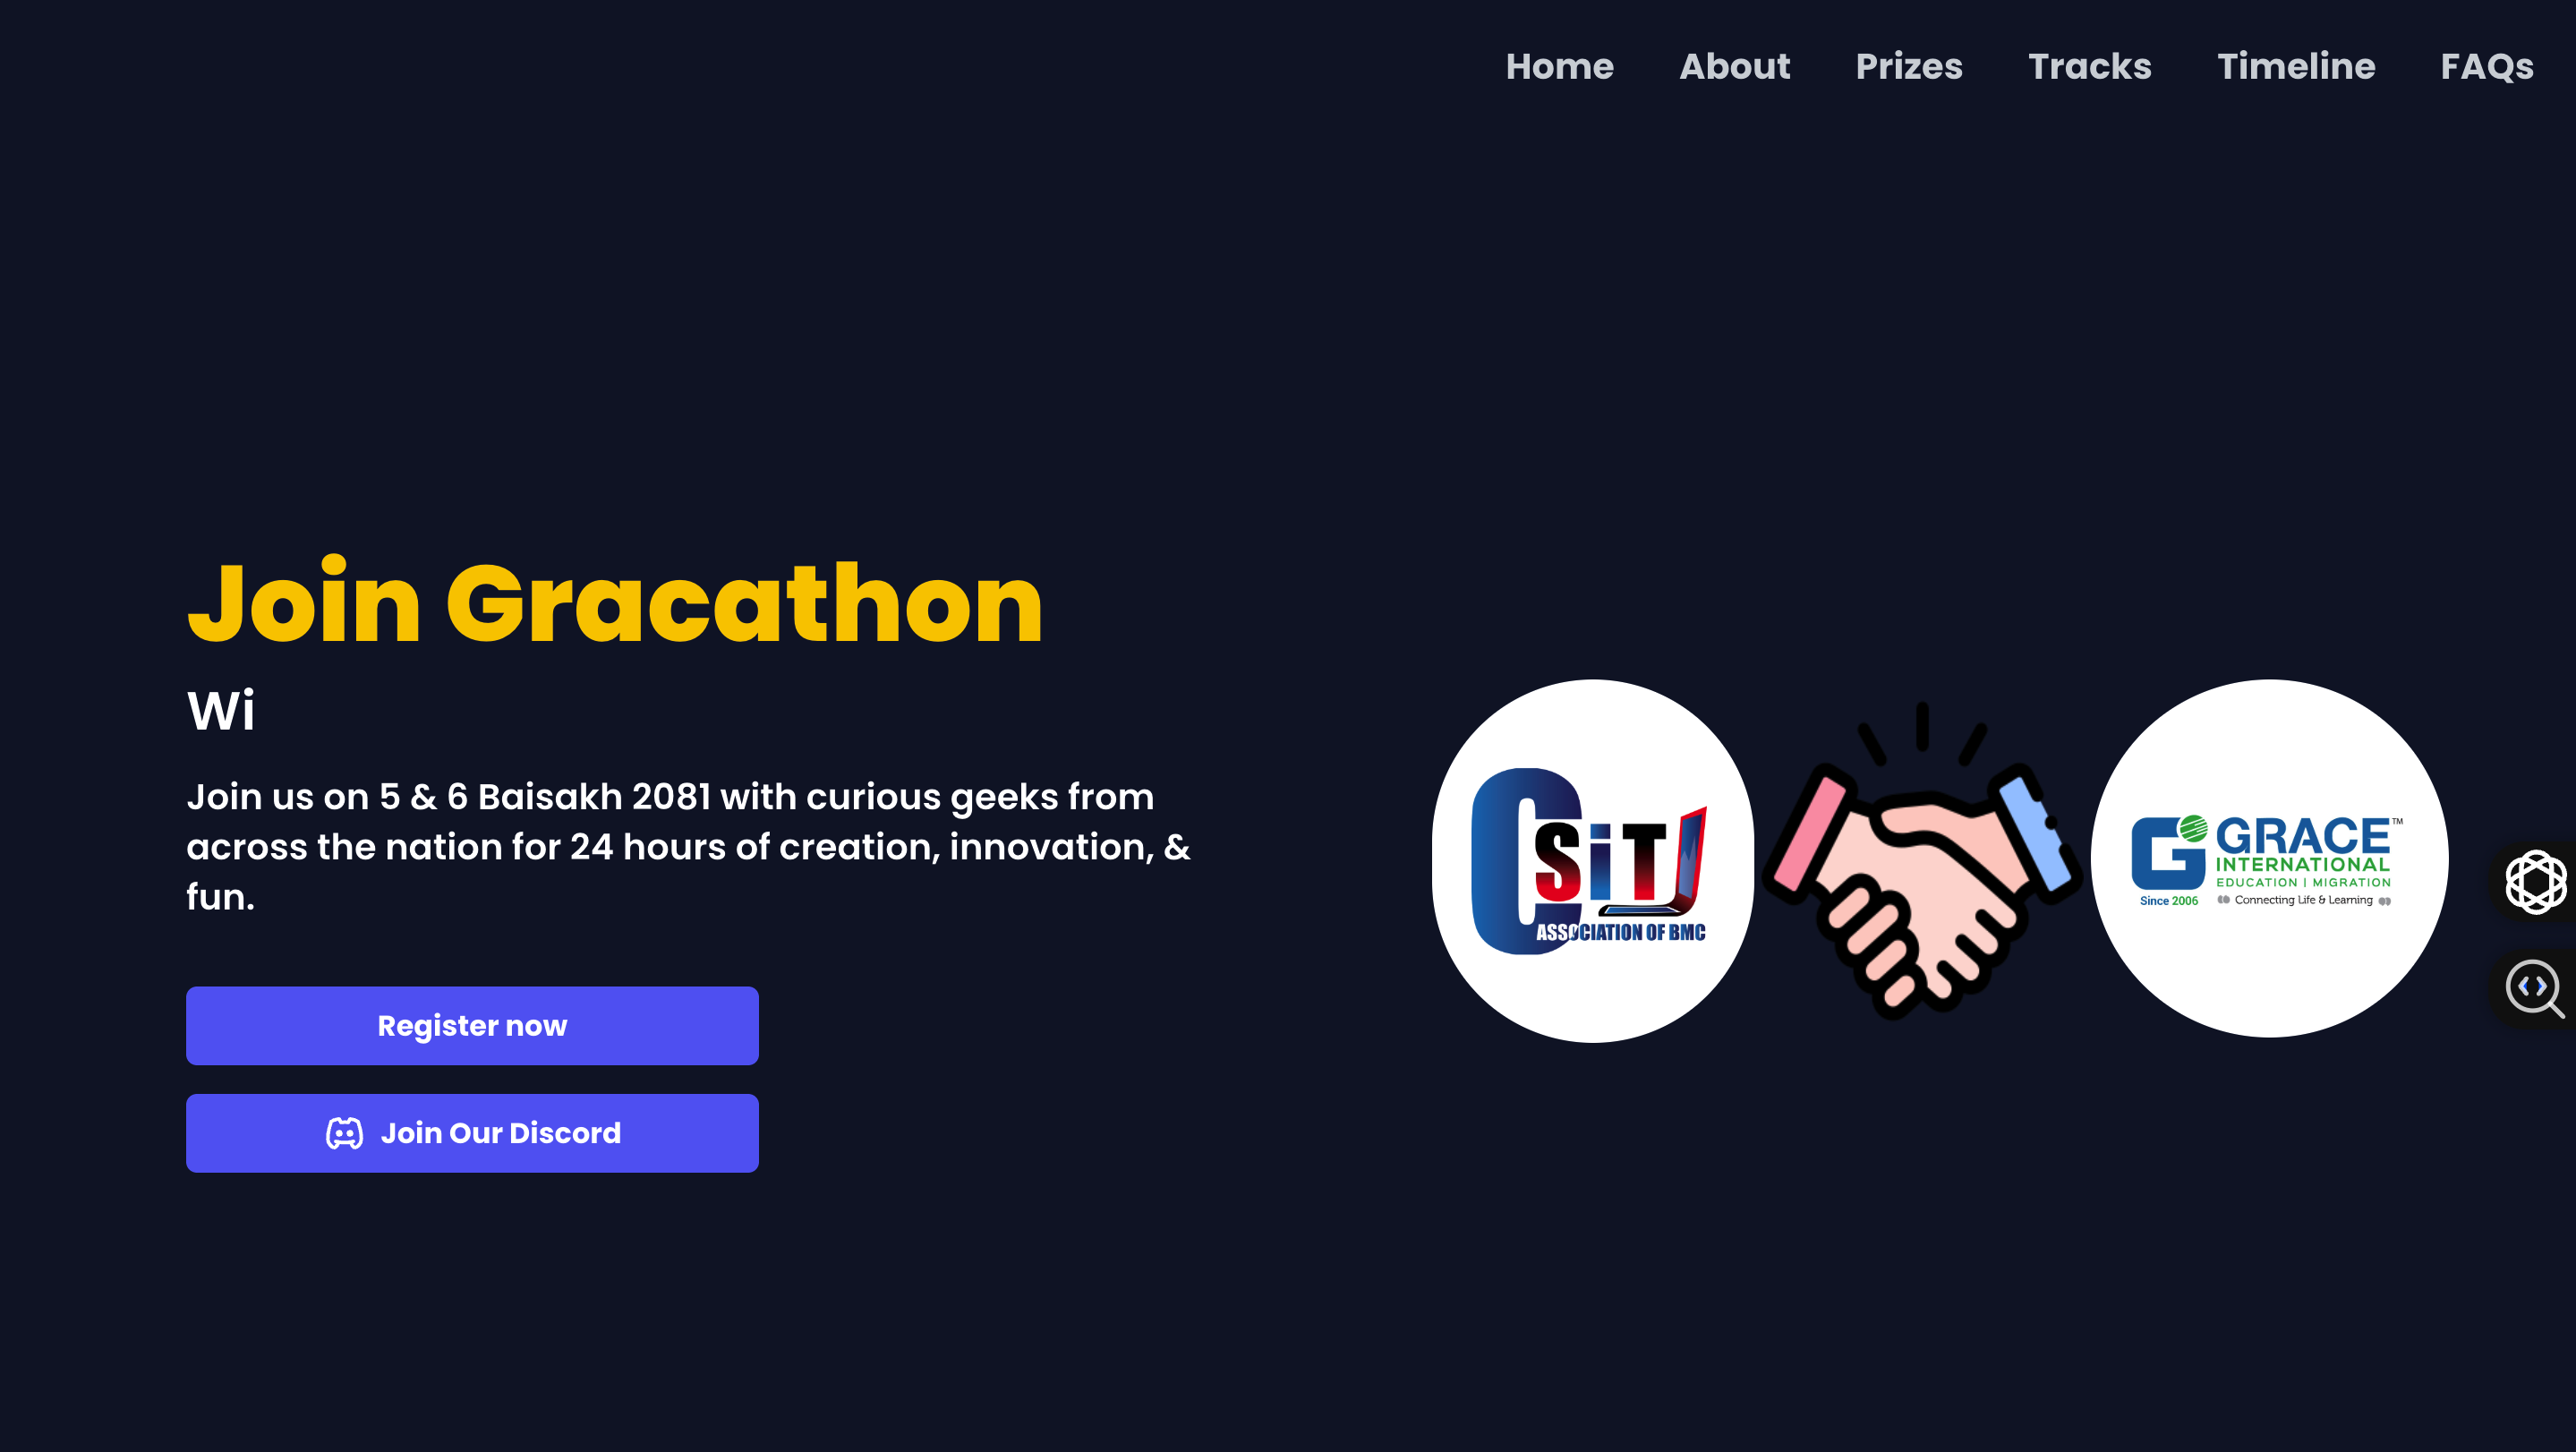 Home About Prizes Tracks Timeline FAQs
Join Gracathon
Wi
Join us on 5 & 6 Baisakh 2081 with curious geeks from
across the nation for 24 hours of creation, innovation, &
fun.
Register now
Join Our Discord
CSiT
ASSOCIATION OF BMC
G GRACE™
INTERNATIONAL
EDUCATION | MIGRATION
Since 2006 Connecting Life & Learning